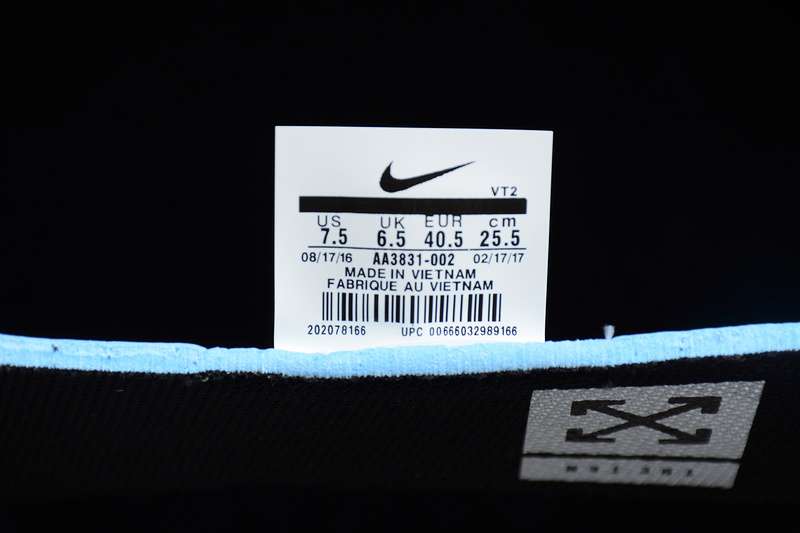 VT2
US UK EUR cm
7.5 6.5 40.5 25.5
08/17/16 AA3831-002 02/17/17
MADE IN VIETNAM
FABRIQUE AU VIETNAM
202078166 UPC 00666032989166